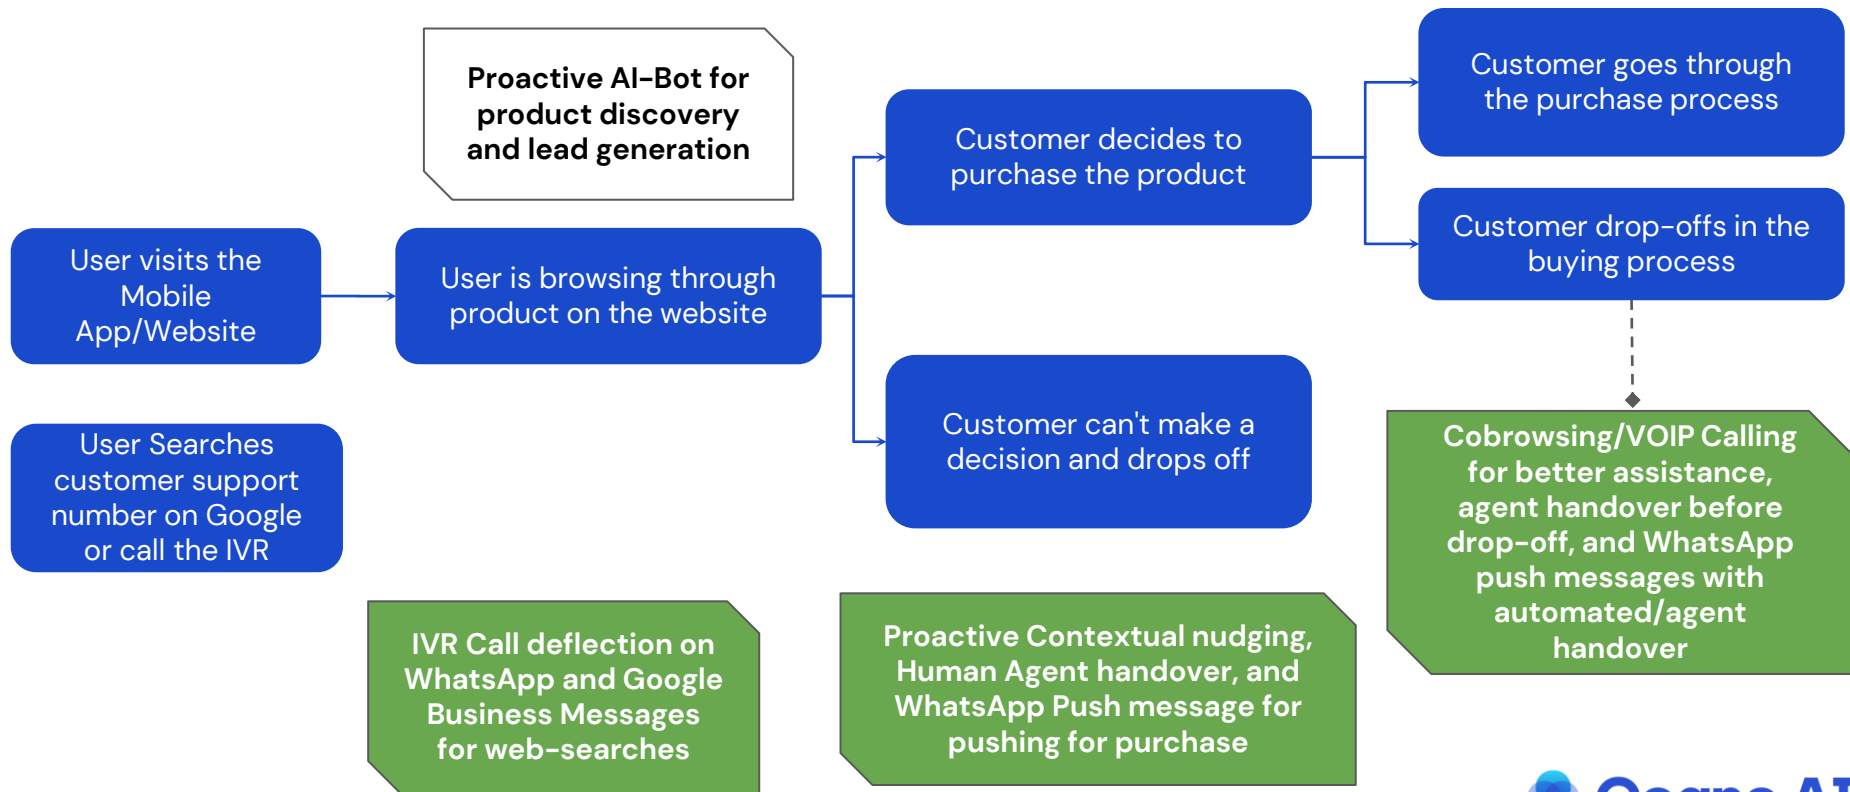 Proactive AI-Bot for
product discovery
and lead generation
User visits the
Mobile
App/Website
User is browsing through
product on the website
Customer decides to
purchase the product
Customer goes through
the purchase process
Customer drop-offs in the
buying process
Customer can't make a
decision and drops off
User Searches
customer support
number on Google
or call the IVR
IVR Call deflection on
WhatsApp and Google
Business Messages
for web-searches
Proactive Contextual nudging,
Human Agent handover, and
WhatsApp Push message for
pushing for purchase
Cobrowsing/VOIP Calling
for better assistance,
agent handover before
drop-off, and WhatsApp
push messages with
automated/agent
handover